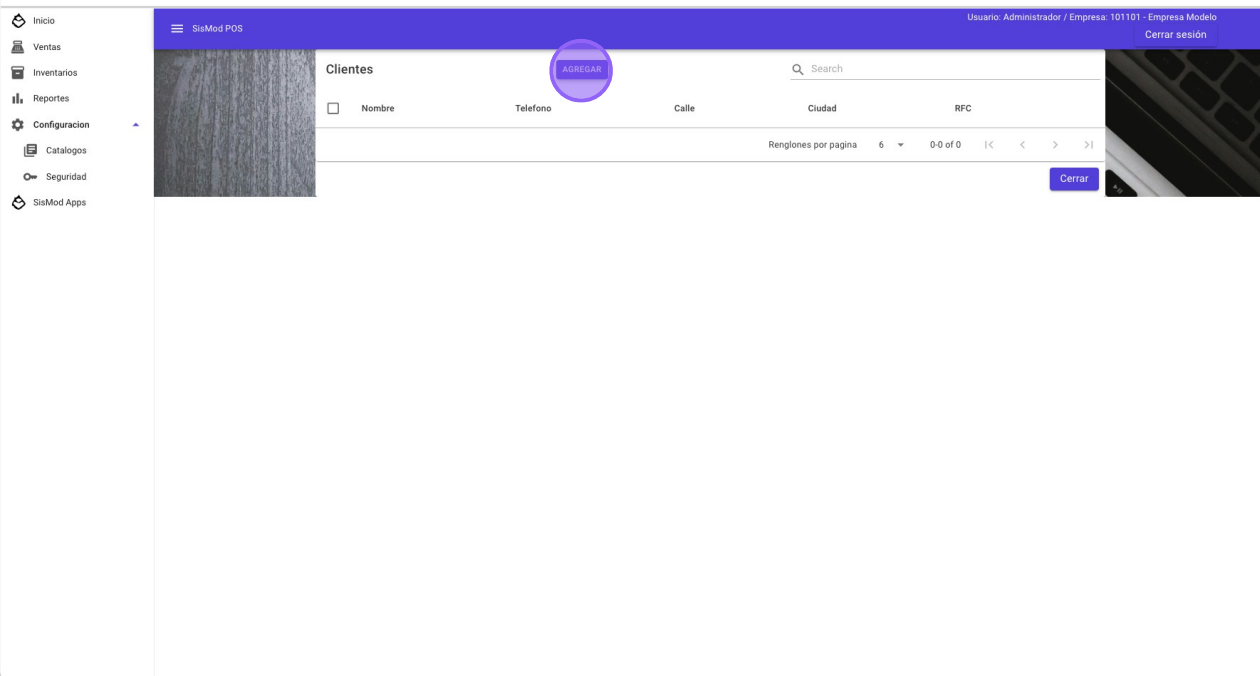 Usuario: Administrador / Empresa: 101101 - Empresa Modelo
SisMod POS
Cerrar sesión
Inicio
Ventas
Inventarios
Reportes
Configuracion
Catalogos
Seguridad
SisMod Apps
Clientes
AGREGAR
Search
Nombre Telefono Calle Ciudad RFC
Renglones por pagina 6 0-0 of 0
Cerrar